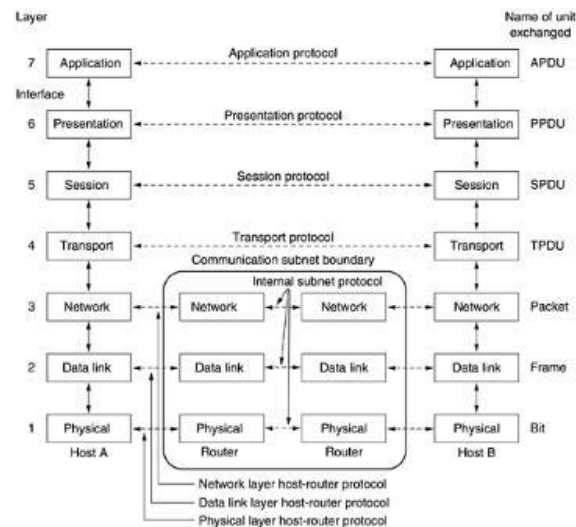 Layer
Name of unit
exchanged
7 Application Application protocol Application APDU
Interface
6 Presentation Presentation protocol Presentation PPDU
5 Session Session protocol Session SPDU
4 Transport Transport protocol Transport TPDU
Communication subnet boundary
Internal subnet protocol
3 Network Network Network Network Packet
2 Data link Data link Data link Data link Frame
1 Physical Physical Physical Physical Bit
Host A Router Router Host B
Network layer host-router protocol
Data link layer host-router protocol
Physical layer host-router protocol